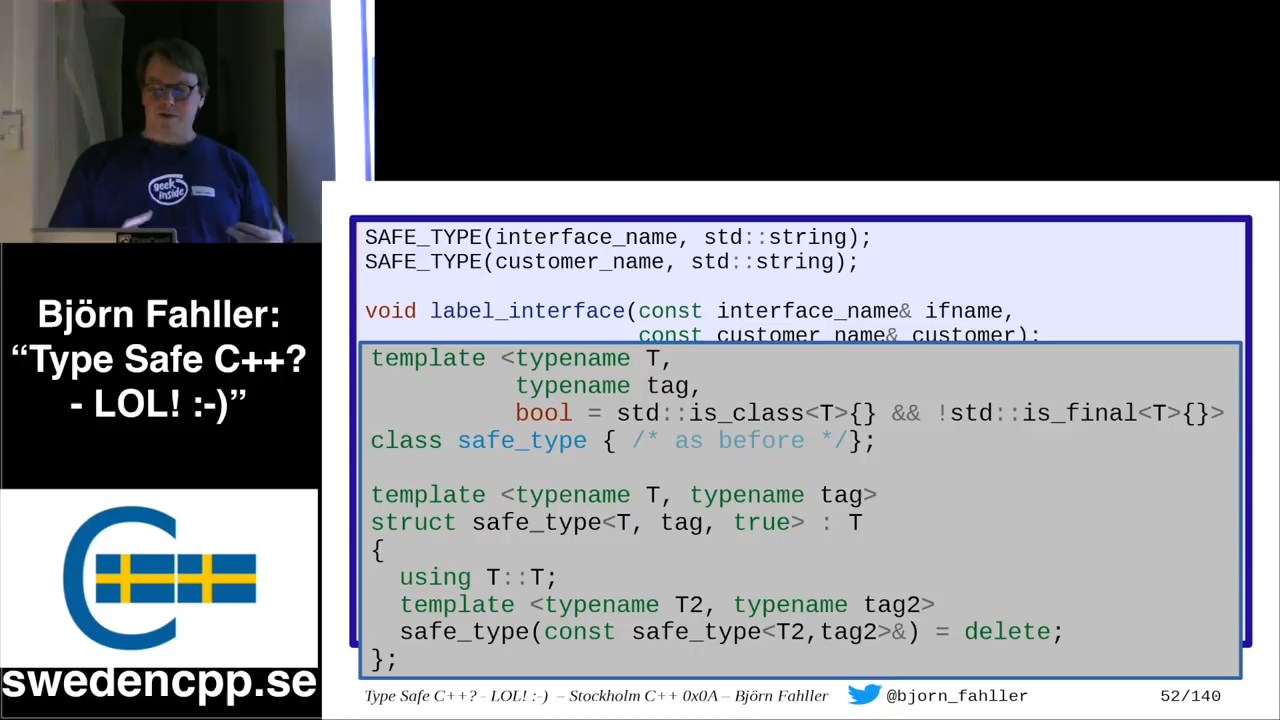 geek inside
Björn Fahller:
“Type Safe C++?
- LOL! :-)”
swedencpp.se
SAFE_TYPE(interface_name, std::string);
SAFE_TYPE(customer_name, std::string);
void label_interface(const interface_name& ifname,
const customer_name& customer);
template <typename T,
typename tag,
bool = std::is_class<T>{} && !std::is_final<T>{}>
class safe_type { /* as before */};
template <typename T, typename tag>
struct safe_type<T, tag, true> : T
{
using T::T;
template <typename T2, typename tag2>
safe_type(const safe_type<T2,tag2>&) = delete;
};
Type Safe C++? - LOL! :-) – Stockholm C++ 0x0A – Björn Fahller
@bjorn_fahller
52/140